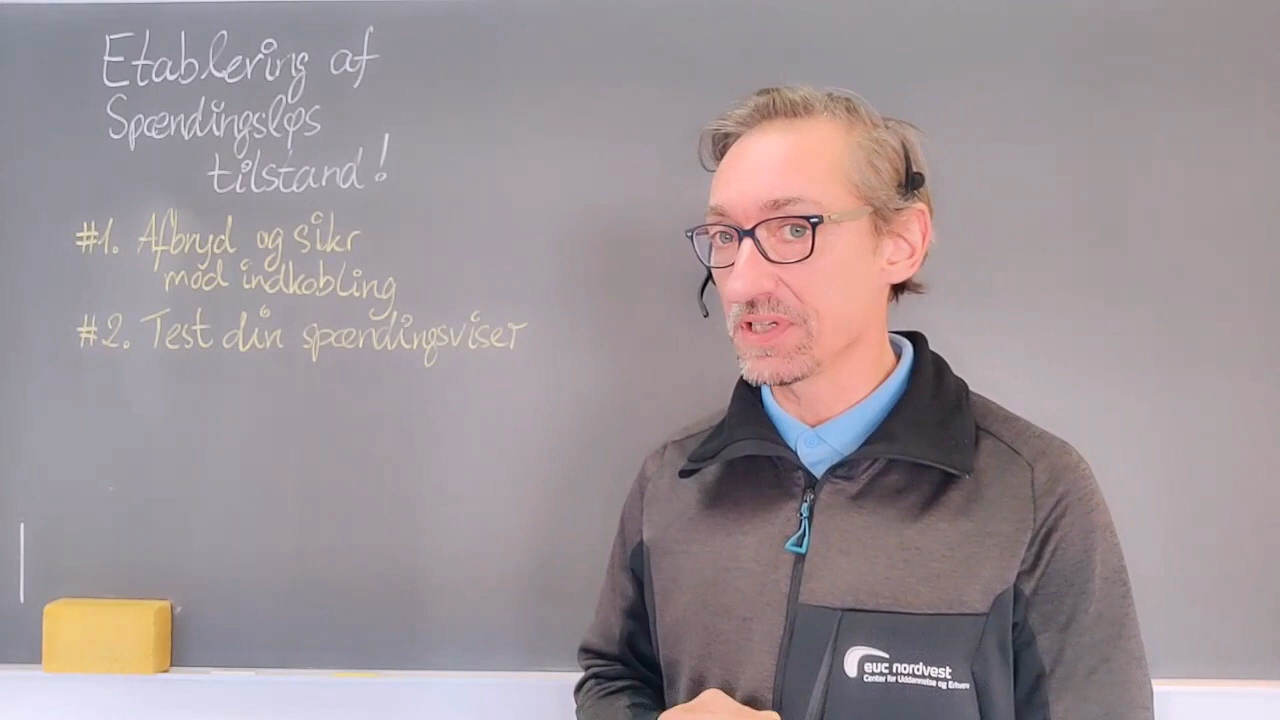 Etablering af
Spændingsløs
tilstand!
#1. Afbryd og sikr
mod indkobling
#2. Test din spændingsviser
euc nordvest
Center for Uddannelse og Erhverv